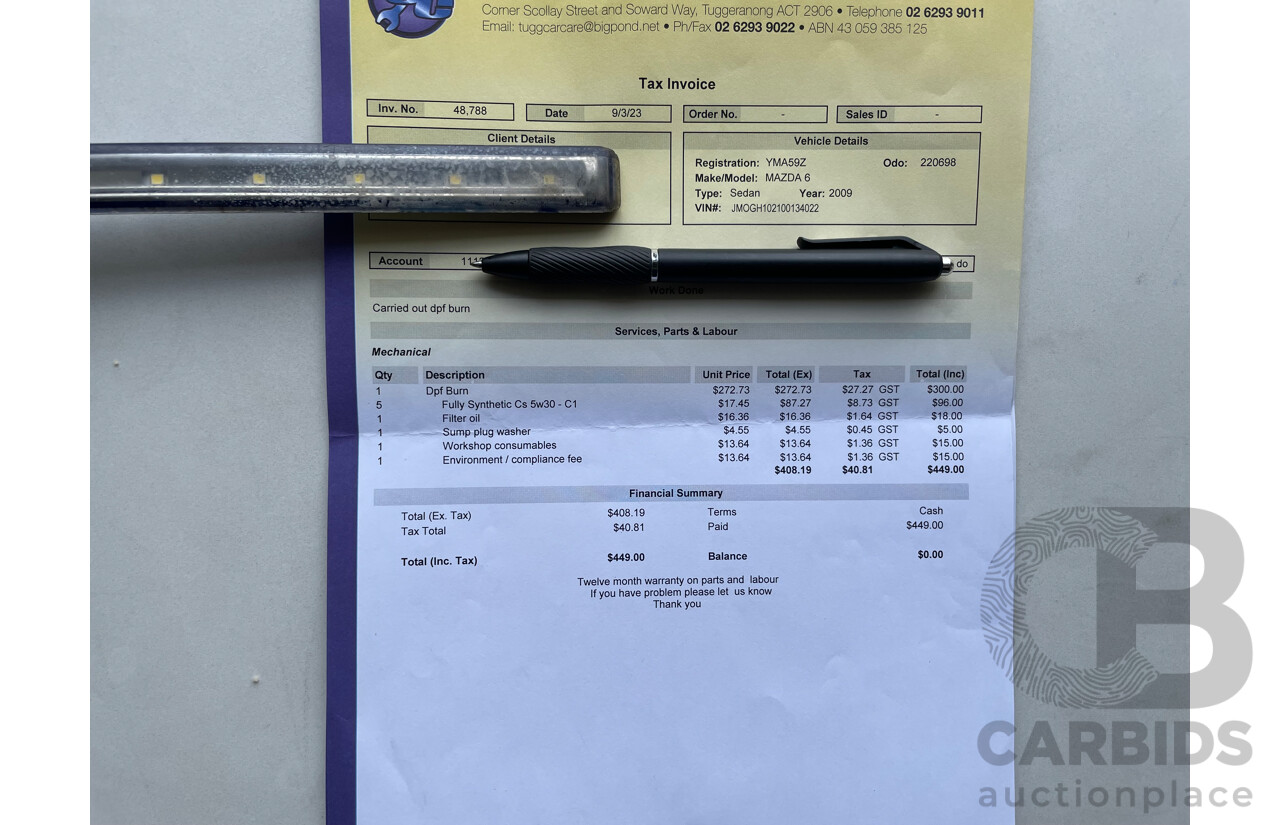 Corner Scollay Street and Soward Way, Tuggeranong ACT 2906 • Telephone 02 6293 9011
Email: tuggcarcare@bigpond.net • Ph/Fax 02 6293 9022 • ABN 43 059 385 125
Tax Invoice
Inv. No. 48,788 Date 9/3/23 Order No. - Sales ID -
Client Details Vehicle Details
Registration: YMA59Z Odo: 220698
Make/Model: MAZDA 6
Type: Sedan Year: 2009
VIN#: JMOGH102100134022
Account do
Work Done
Carried out dpf burn
Services, Parts & Labour
Mechanical
Qty Description Unit Price Total (Ex) Tax Total (Inc)
1 Dpf Burn $272.73 $272.73 $27.27 GST $300.00
5 Fully Synthetic Cs 5w30 - C1 $17.45 $87.27 $8.73 GST $96.00
1 Filter oil $16.36 $16.36 $1.64 GST $18.00
1 Sump plug washer $4.55 $4.55 $0.45 GST $5.00
1 Workshop consumables $13.64 $13.64 $1.36 GST $15.00
1 Environment / compliance fee $13.64 $13.64 $1.36 GST $15.00
$408.19 $40.81 $449.00
Financial Summary
Total (Ex. Tax) $408.19 Terms Cash
Tax Total $40.81 Paid $449.00
Total (Inc. Tax) $449.00 Balance $0.00
Twelve month warranty on parts and labour
If you have problem please let us know
Thank you
CB
CARBIDS
auctionplace